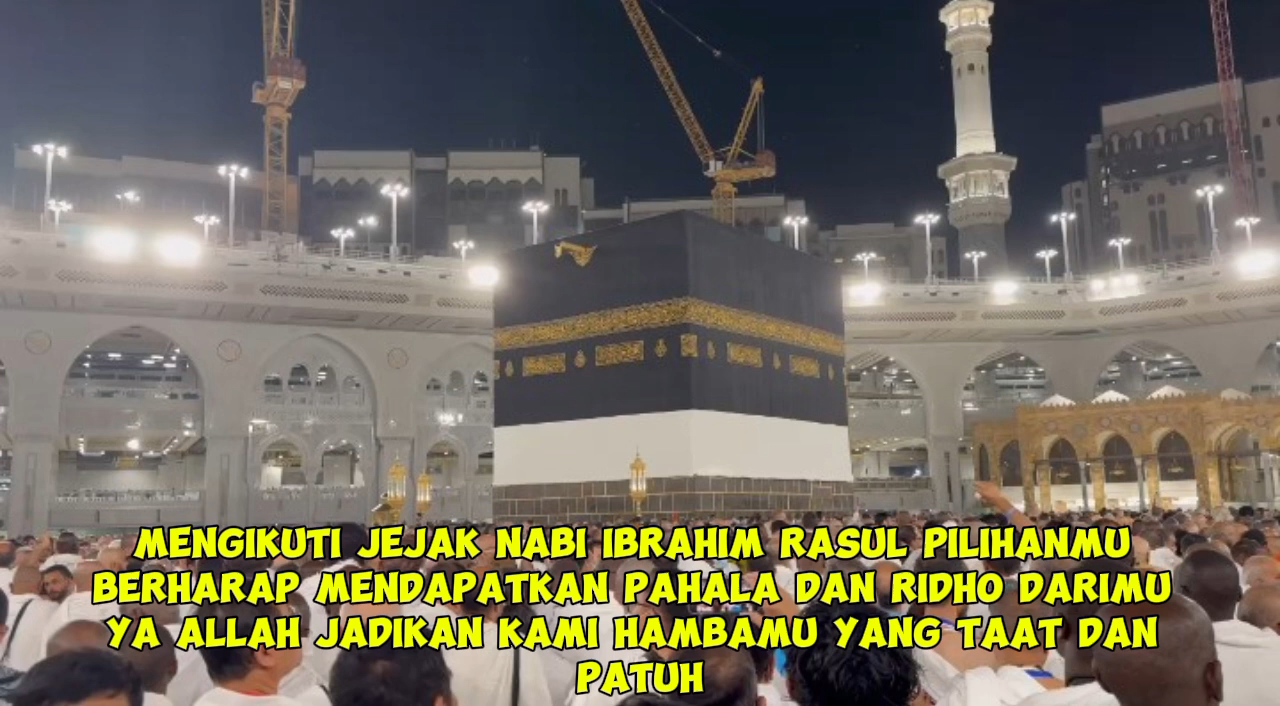 MENGIKUTI JEJAK NABI IBRAHIM RASUL PILIHANMU
BERHARAP MENDAPATKAN PAHALA DAN RIDHO DARIMU
YA ALLAH JADIKAN KAMI HAMBAMU YANG TAAT DAN
PATUH